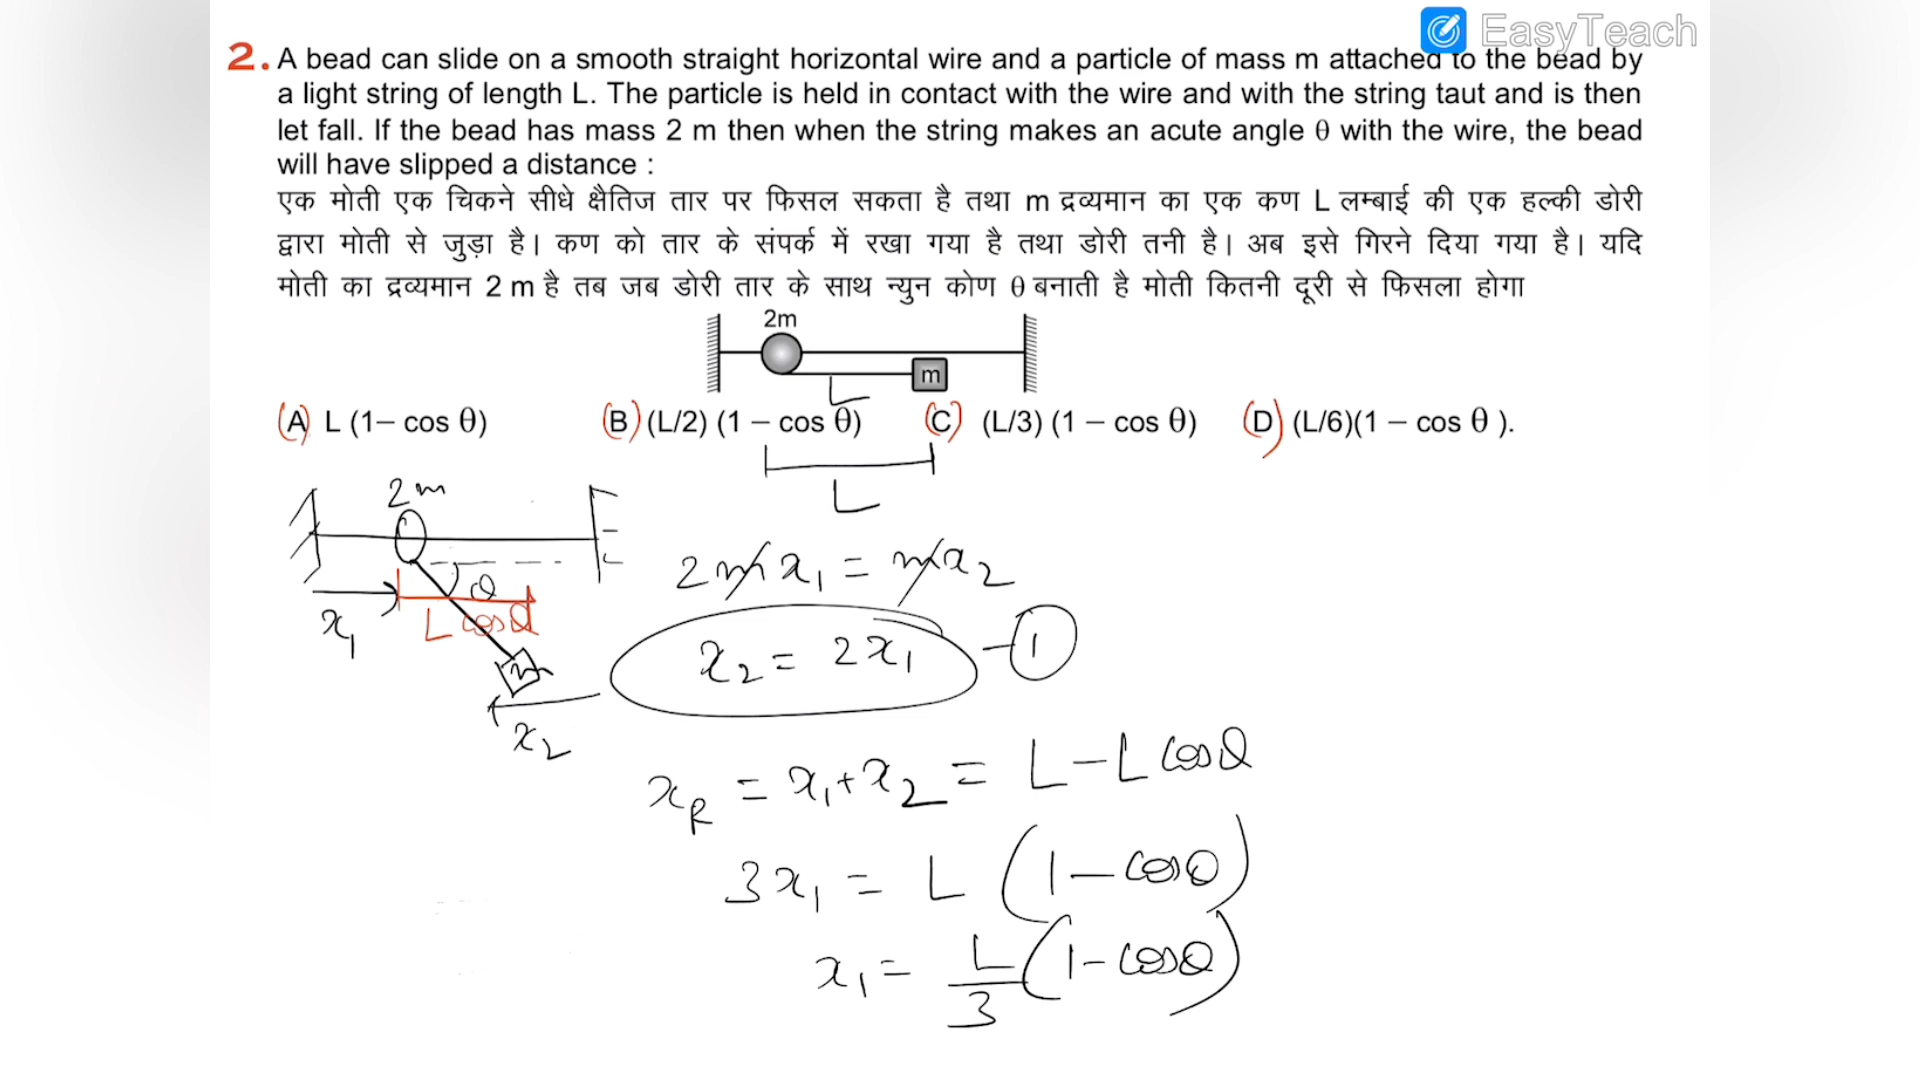 EasyTeach
2. A bead can slide on a smooth straight horizontal wire and a particle of mass m attached to the bead by
a light string of length L. The particle is held in contact with the wire and with the string taut and is then
let fall. If the bead has mass 2 m then when the string makes an acute angle θ with the wire, the bead
will have slipped a distance :
एक मोती एक चिकने सीधे क्षैतिज तार पर फिसल सकता है तथा m द्रव्यमान का एक कण L लम्बाई की एक हल्की डोरी
द्वारा मोती से जुड़ा है। कण को तार के संपर्क में रखा गया है तथा डोरी तनी है। अब इसे गिरने दिया गया है। यदि
मोती का द्रव्यमान 2 m है तब जब डोरी तार के साथ न्युन कोण θ बनाती है मोती कितनी दूरी से फिसला होगा
2m
m
L
(A) L (1– cos θ) (B) (L/2) (1 – cos θ) (C) (L/3) (1 – cos θ) (D) (L/6)(1 – cos θ ).
L
2m
θ
x₁
L cosθ
m
x₂
2m x₁ = m x₂
x₂ = 2x₁ - 1
x_R = x₁ + x₂ = L - L cosθ
3x₁ = L (1 - cosθ)
x₁ = L/3 (1 - cosθ)